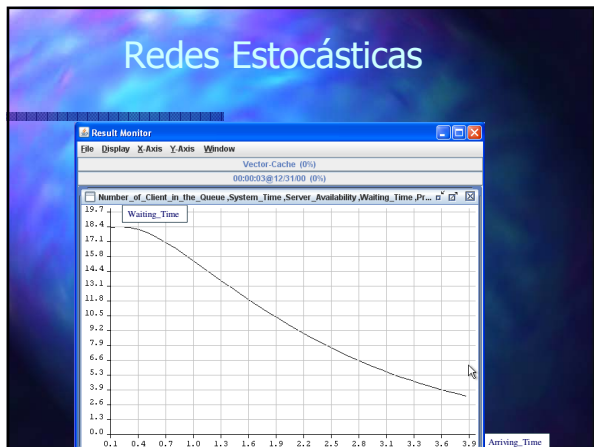 Redes Estocásticas
Result Monitor
File Display X-Axis Y-Axis Window
Vector-Cache (0%)
00:00:03@12/31/00 (0%)
Number_of_Client_in_the_Queue ,System_Time ,Server_Availability ,Waiting_Time ,Pr...
Waiting_Time
19.7
18.4
17.1
15.8
14.4
13.1
11.8
10.5
9.2
7.9
6.6
5.3
3.9
2.6
1.3
0.0
0.1 0.4 0.7 1.0 1.3 1.6 1.9 2.2 2.5 2.8 3.1 3.3 3.6 3.9
Arriving_Time